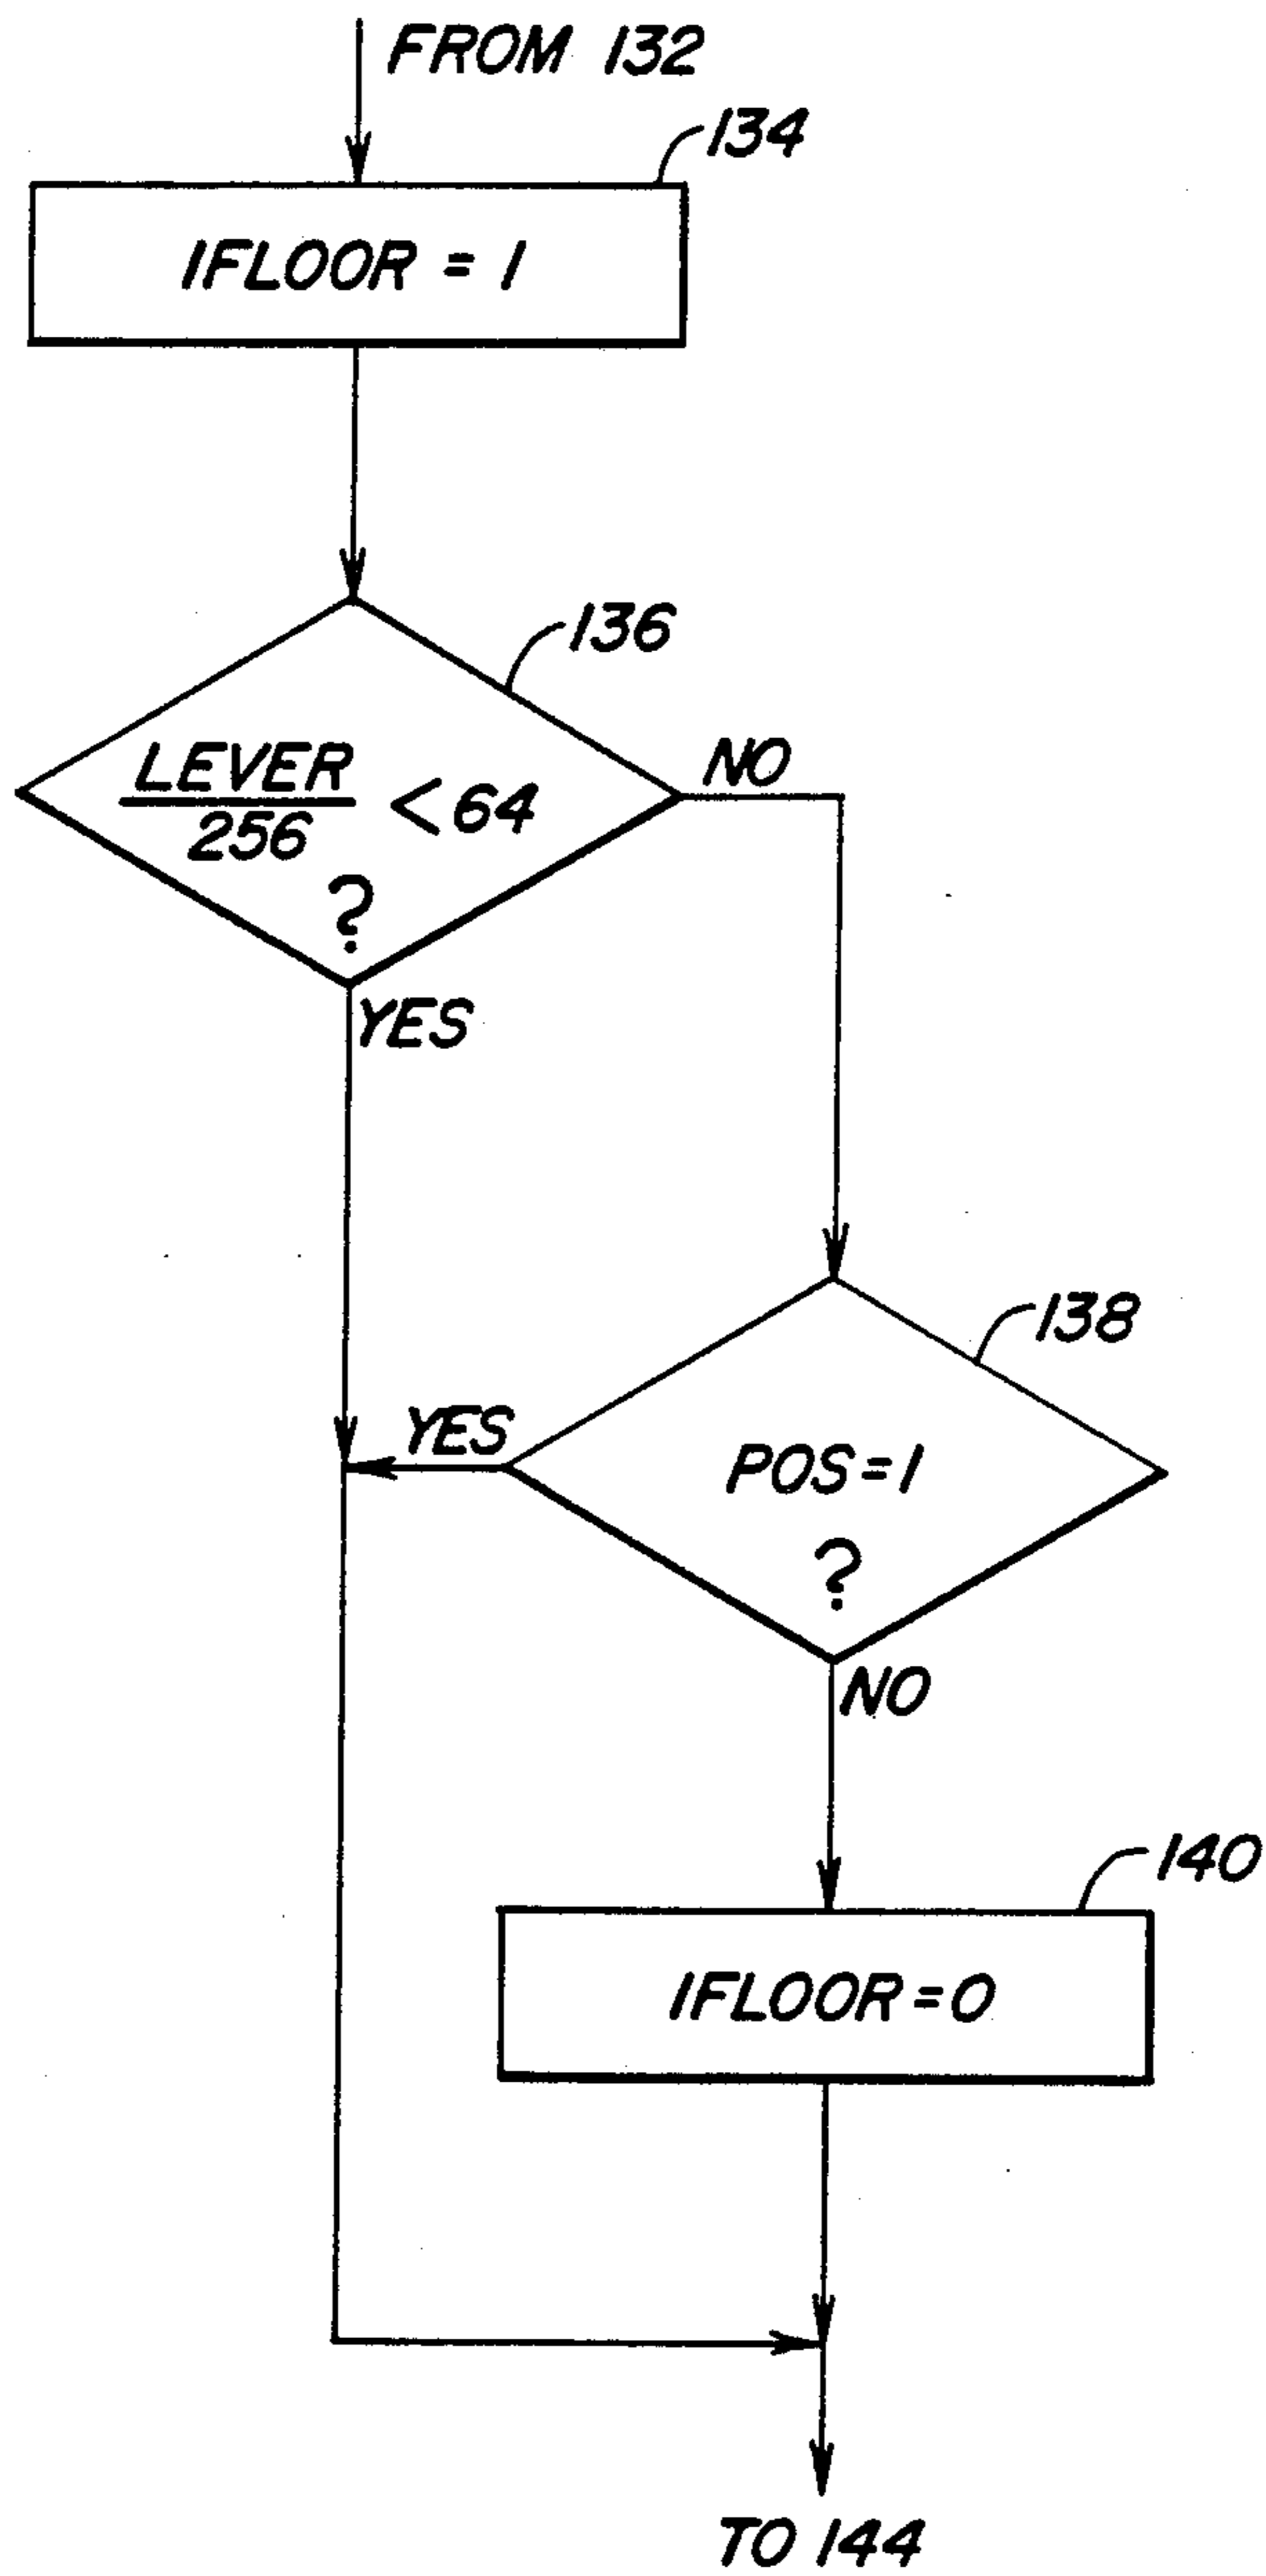 FROM 132
134
IFLOOR = 1
136
LEVER
256
< 64
?
NO
YES
138
YES
POS = 1
?
NO
140
IFLOOR = 0
TO 144